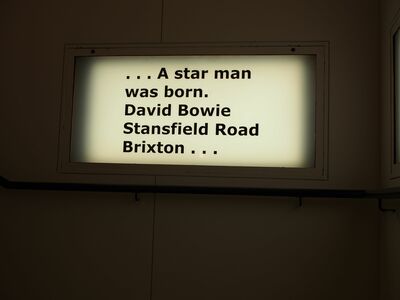 . . . A star man
was born.
David Bowie
Stansfield Road
Brixton . . .